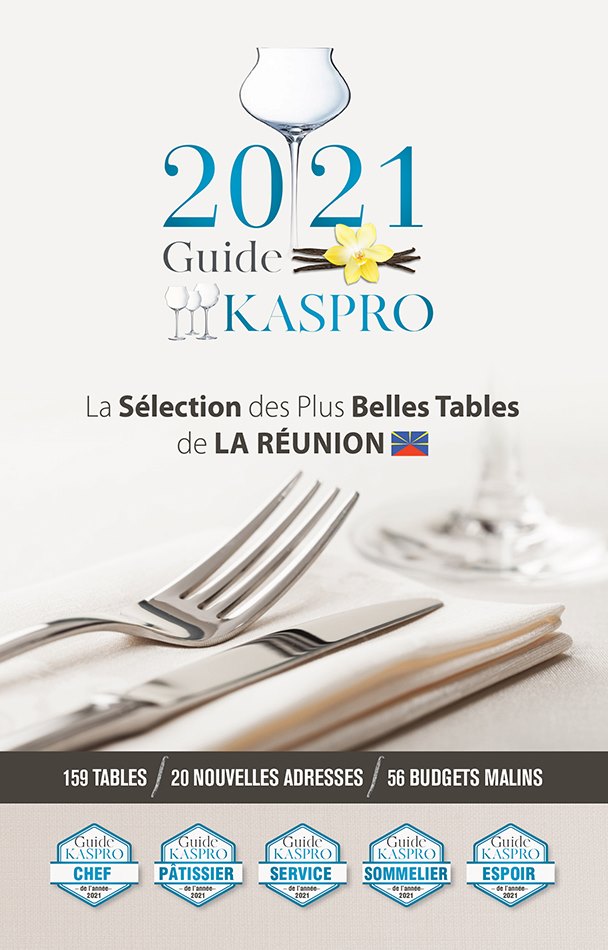 2021
Guide
KASPRO
La Sélection des Plus Belles Tables
de LA RÉUNION
159 TABLES / 20 NOUVELLES ADRESSES / 56 BUDGETS MALINS
Guide
KASPRO
CHEF
de l'année
2021
Guide
KASPRO
PÂTISSIER
de l'année
2021
Guide
KASPRO
SERVICE
de l'année
2021
Guide
KASPRO
SOMMELIER
de l'année
2021
Guide
KASPRO
ESPOIR
de l'année
2021